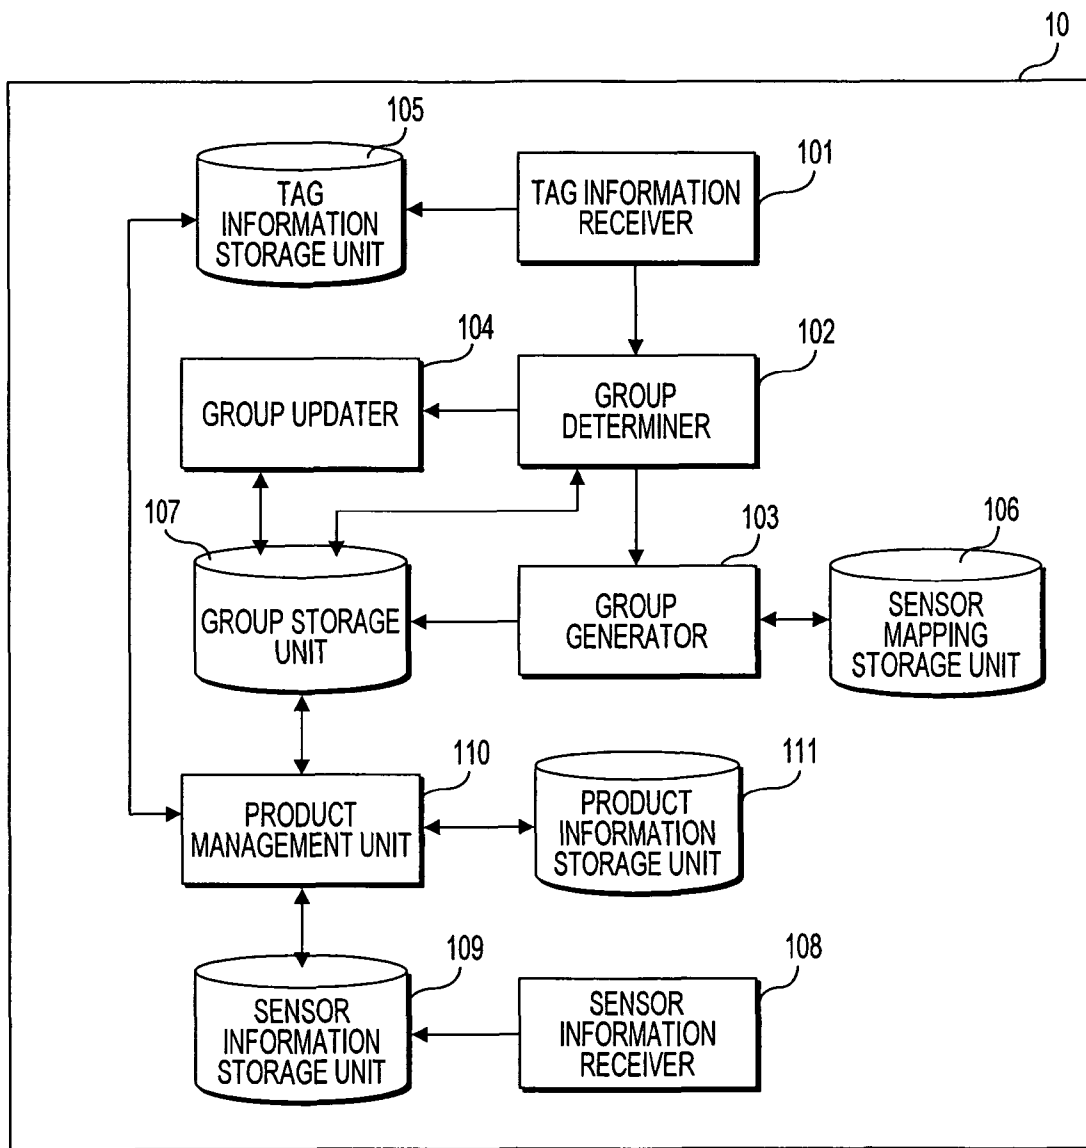 10
105
TAG
INFORMATION
STORAGE UNIT
101
TAG INFORMATION
RECEIVER
104
GROUP UPDATER
102
GROUP
DETERMINER
107
GROUP STORAGE
UNIT
103
GROUP
GENERATOR
106
SENSOR
MAPPING
STORAGE UNIT
110
PRODUCT
MANAGEMENT UNIT
111
PRODUCT
INFORMATION
STORAGE UNIT
109
SENSOR
INFORMATION
STORAGE UNIT
108
SENSOR
INFORMATION
RECEIVER